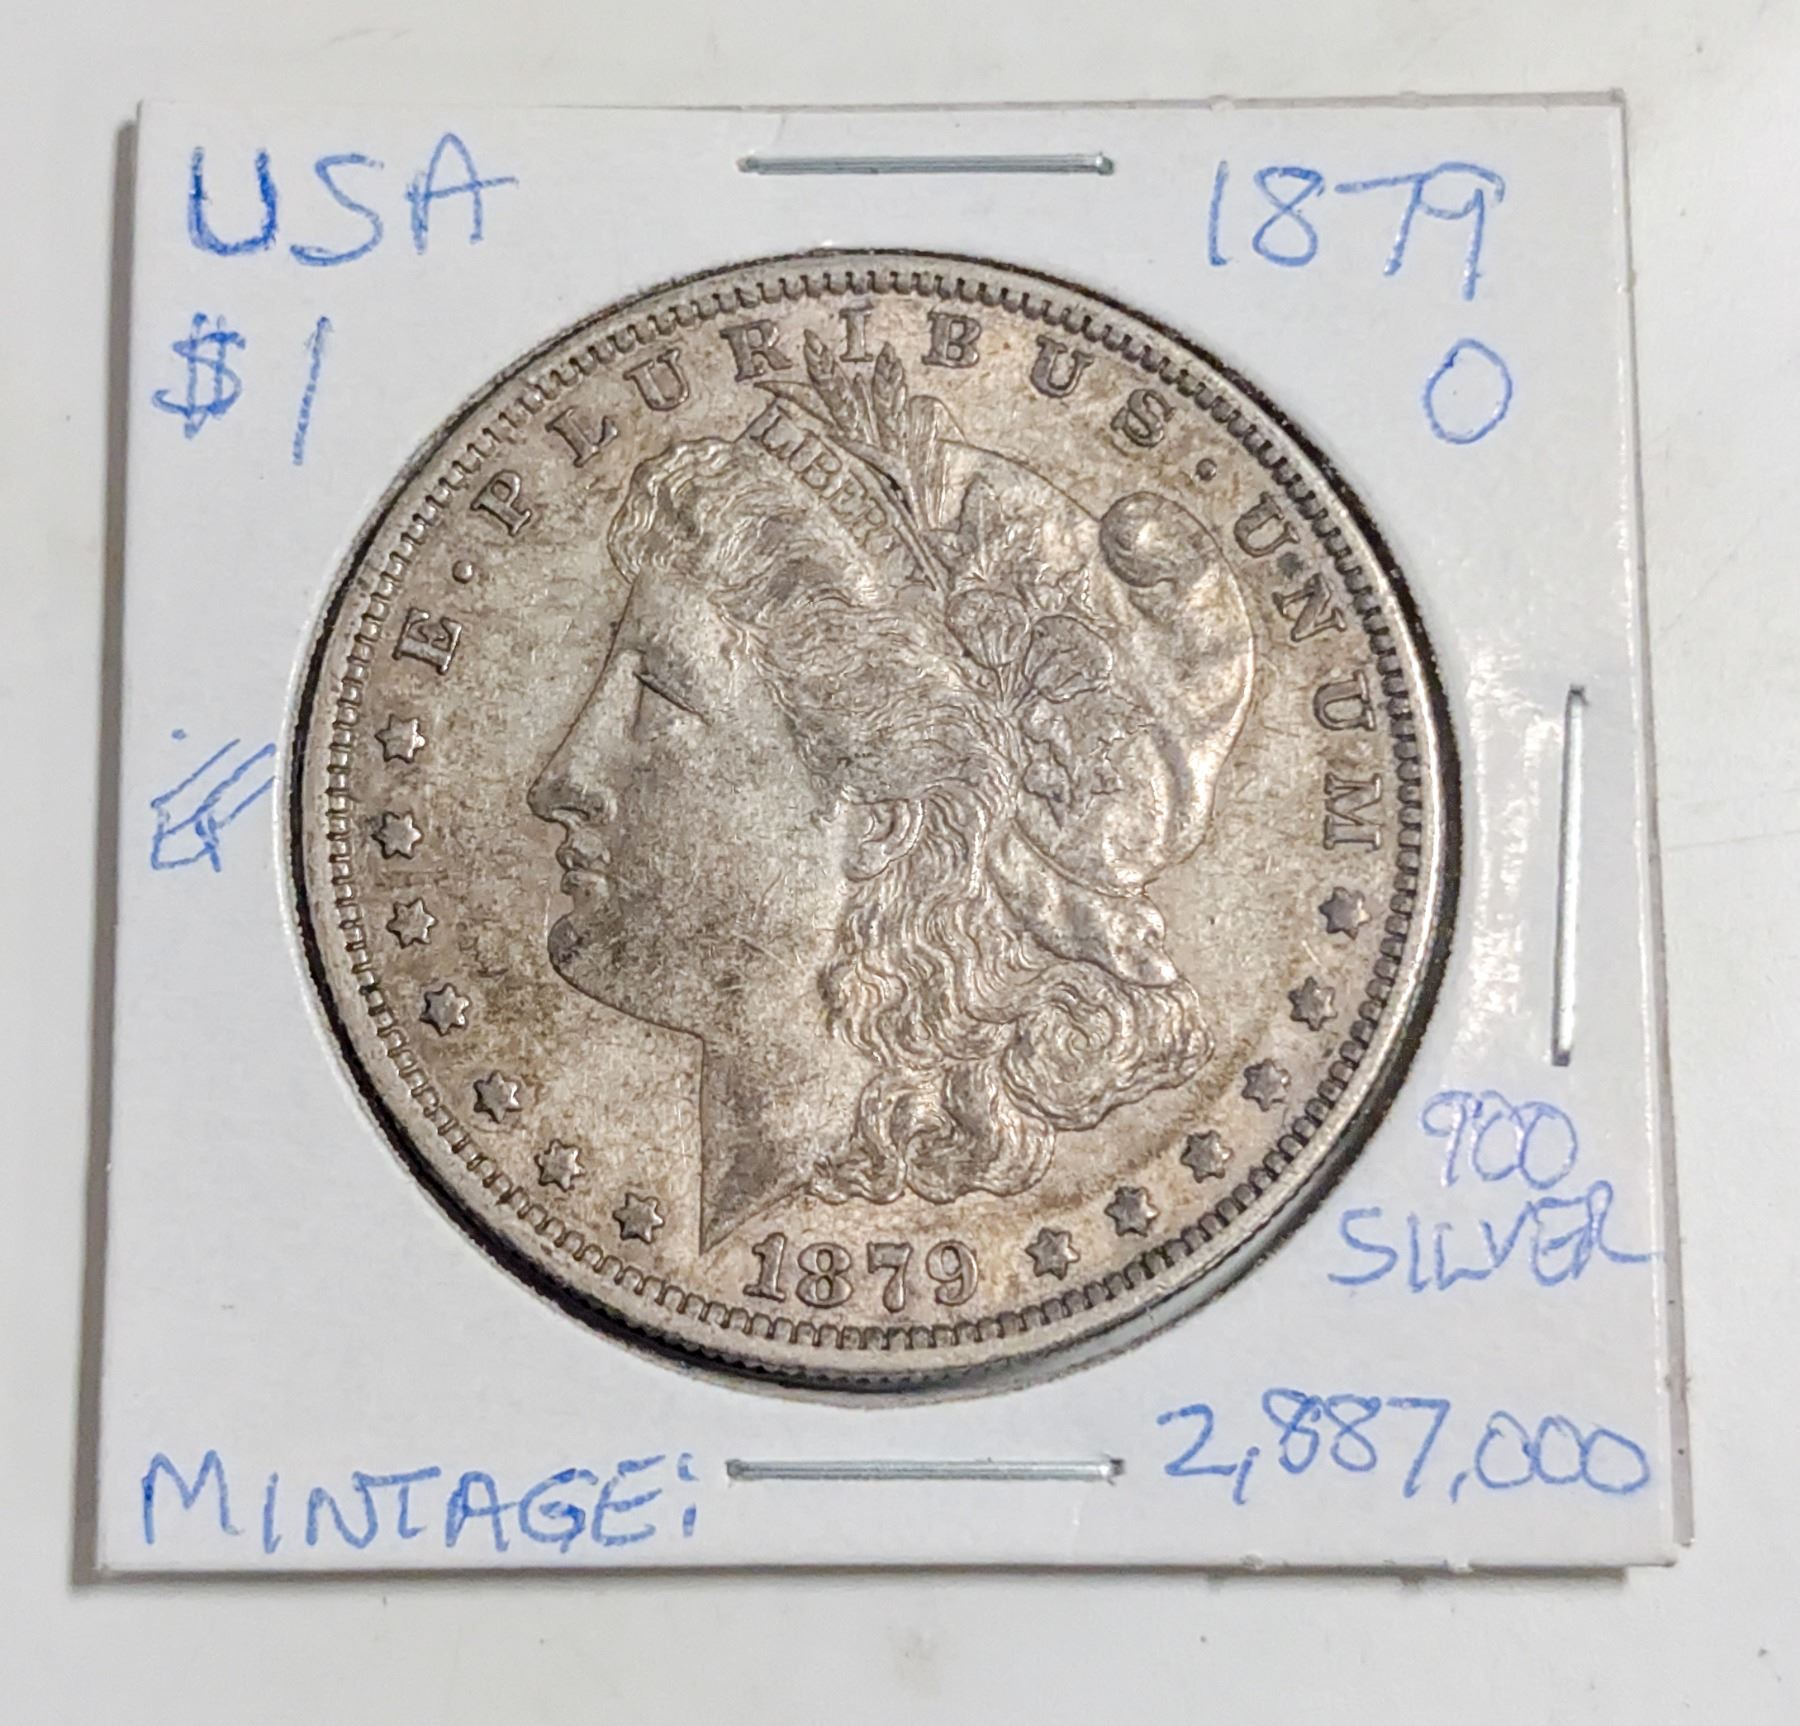 USA
1879
$1
O
E · PLURIBUS · UNUM
LIBERTY
1879
900
SILVER
MINTAGE:
2,887,000